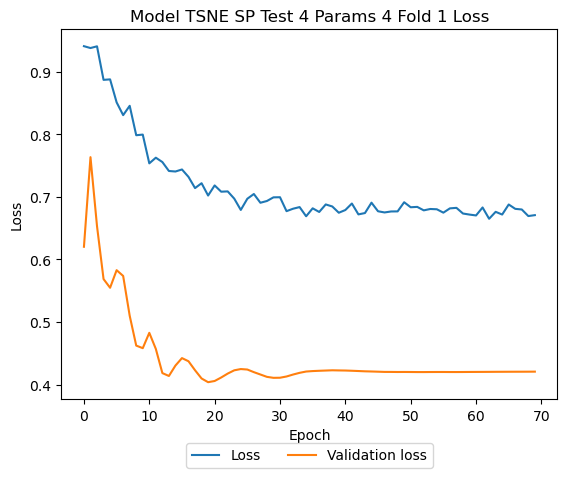 Model TSNE SP Test 4 Params 4 Fold 1 Loss
Loss
0.9
0.8
0.7
0.6
0.5
0.4
0 10 20 30 40 50 60 70
Epoch
Loss Validation loss